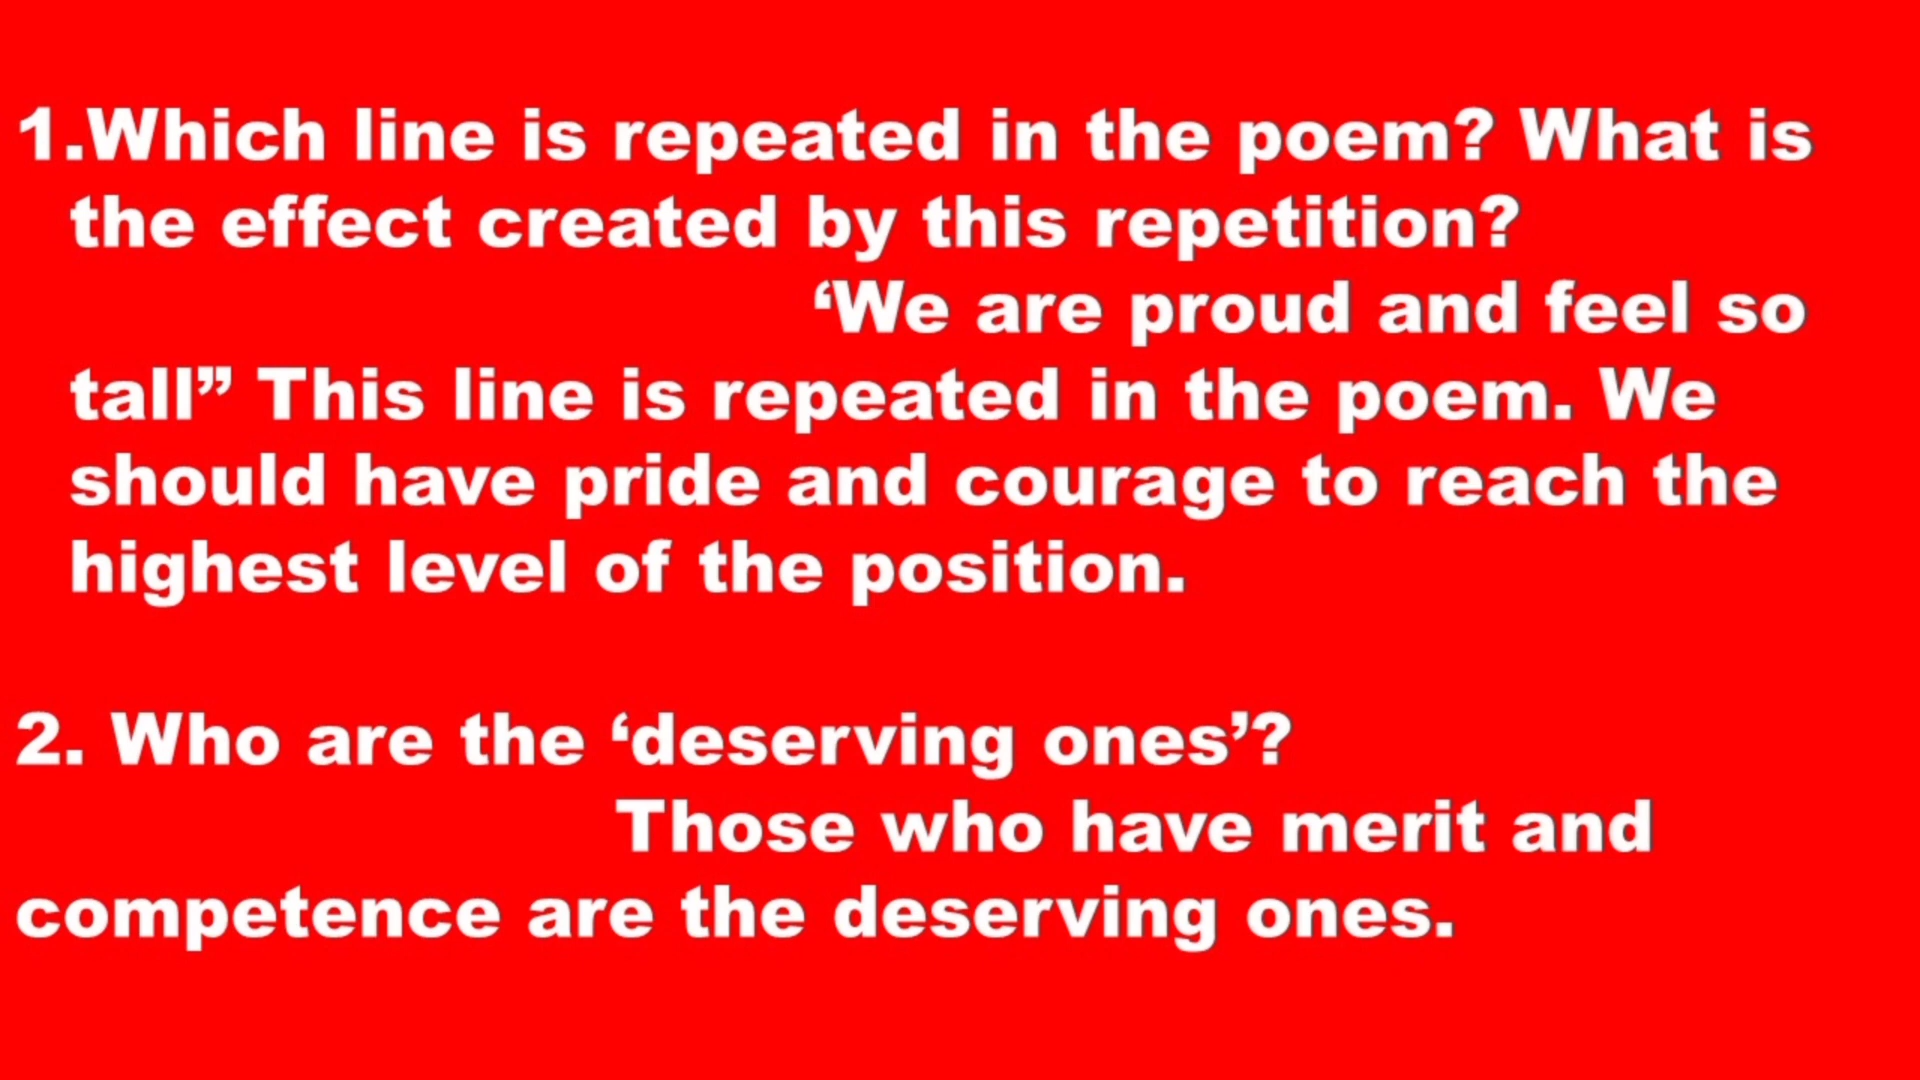 1.Which line is repeated in the poem? What is
the effect created by this repetition?
‘We are proud and feel so
tall” This line is repeated in the poem. We
should have pride and courage to reach the
highest level of the position.
2. Who are the ‘deserving ones’?
Those who have merit and
competence are the deserving ones.